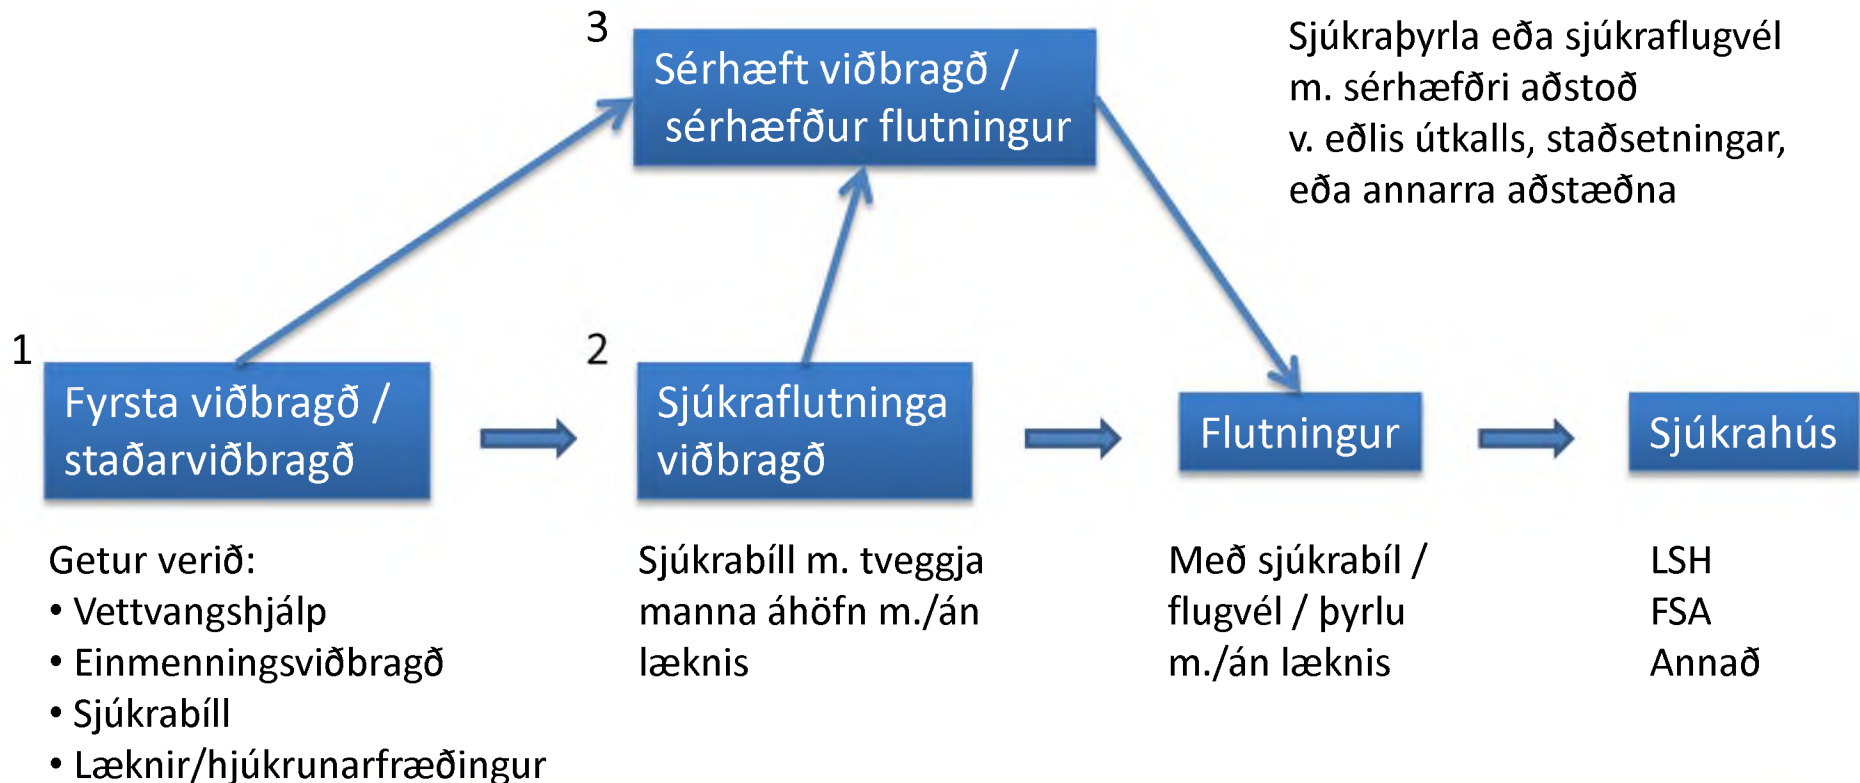 3
Sérhæft viðbragð /
sérhæfður flutningur
Sjúkraþyrla eða sjúkraflugvél
m. sérhæfðri aðstoð
v. eðlis útkalls, staðsetningar,
eða annarra aðstæðna
1
Fyrsta viðbragð /
staðarviðbragð
Getur verið:
• Vettvangshjálp
• Einmenningsviðbragð
• Sjúkrabíll
• Læknir/hjúkrunarfræðingur
2
Sjúkraflutninga
viðbragð
Sjúkrabíll m. tveggja
manna áhöfn m./án
læknis
Flutningur
Með sjúkrabíl /
flugvél / þyrlu
m./án læknis
Sjúkrahús
LSH
FSA
Annað